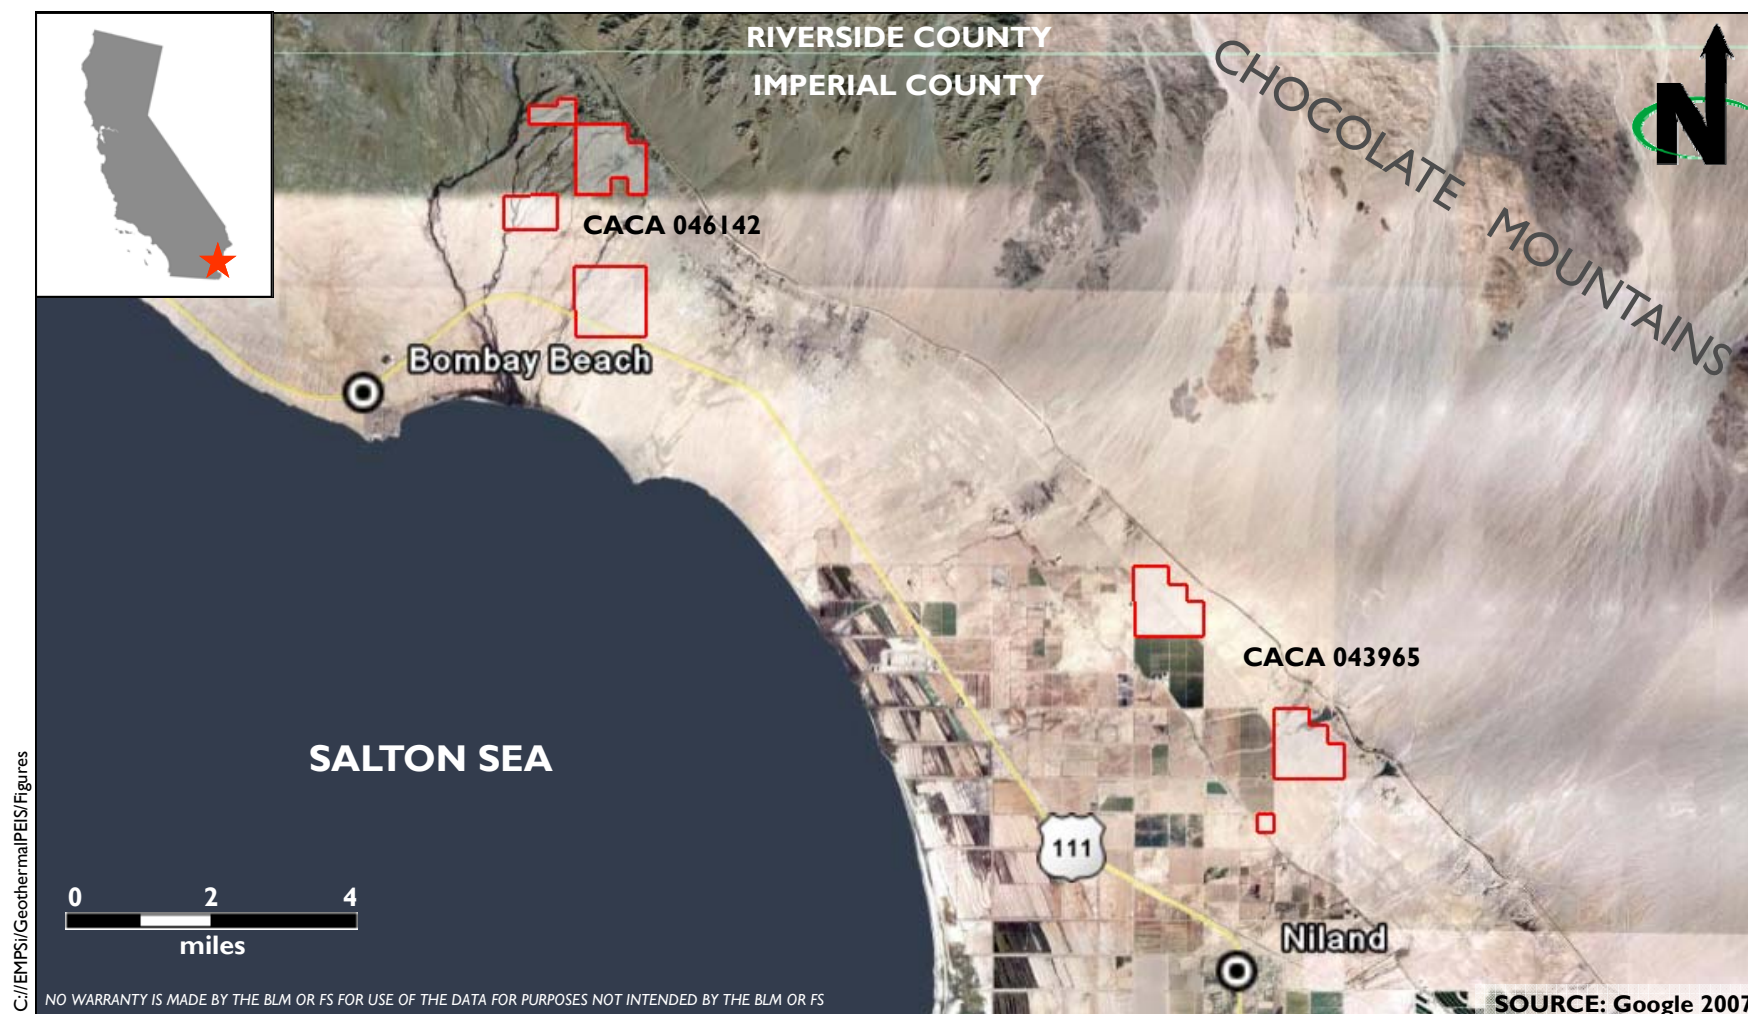 RIVERSIDE COUNTY
IMPERIAL COUNTY
CHOCOLATE MOUNTAINS
N
CACA 046142
Bombay Beach
CACA 043965
SALTON SEA
111
0 2 4
miles
Niland
C://EMPSi/GeothermalPEIS/Figures
NO WARRANTY IS MADE BY THE BLM OR FS FOR USE OF THE DATA FOR PURPOSES NOT INTENDED BY THE BLM OR FS
SOURCE: Google 2007